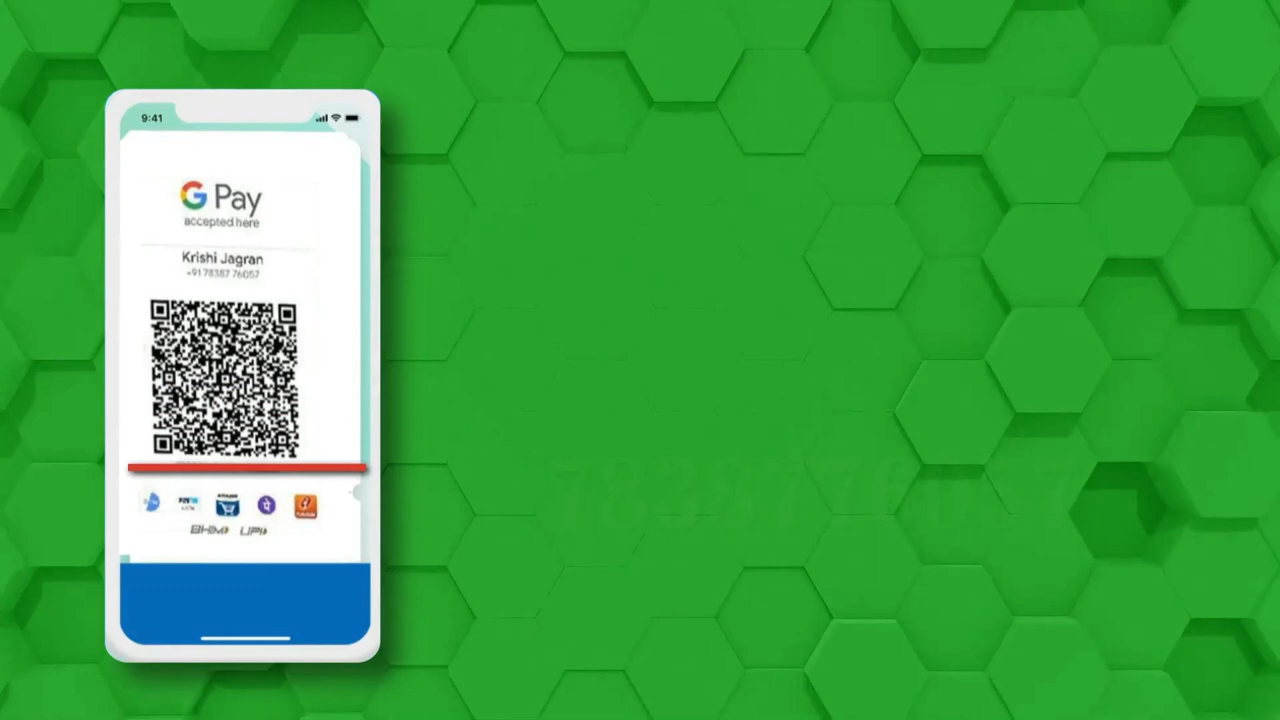 9:41
G Pay
accepted here
Krishi Jagran
+91 78387 76057
BHIM UPI